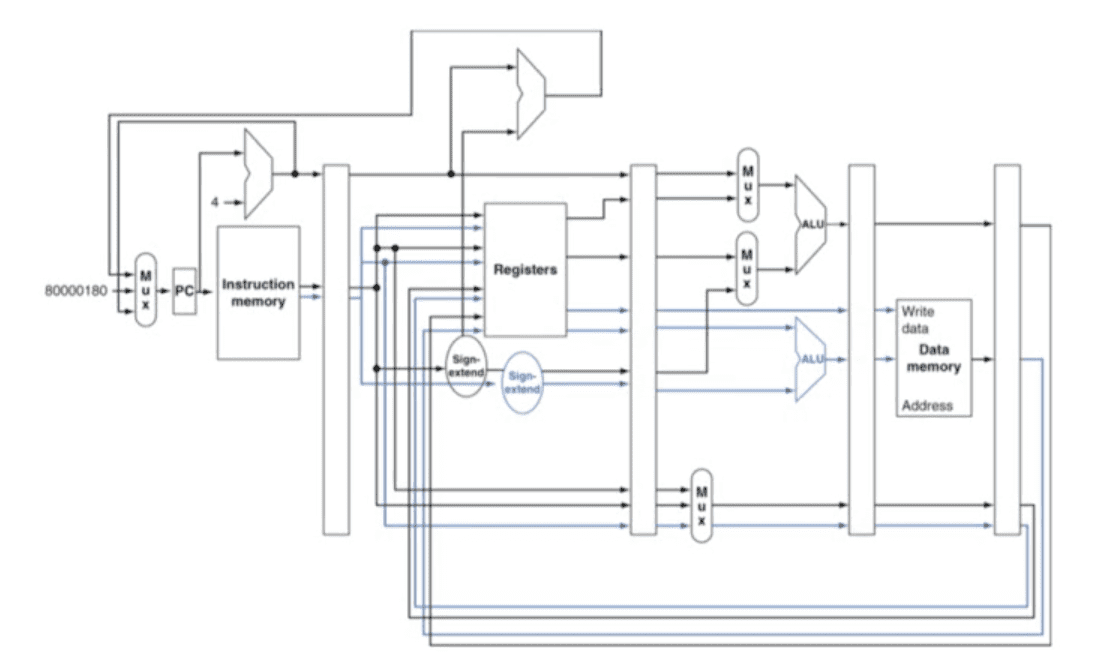 4
80000180
M
u
x
PC
Instruction
memory
Registers
Sign-
extend
Sign-
extend
M
u
x
M
u
x
ALU
ALU
M
u
x
Write
data
Data
memory
Address